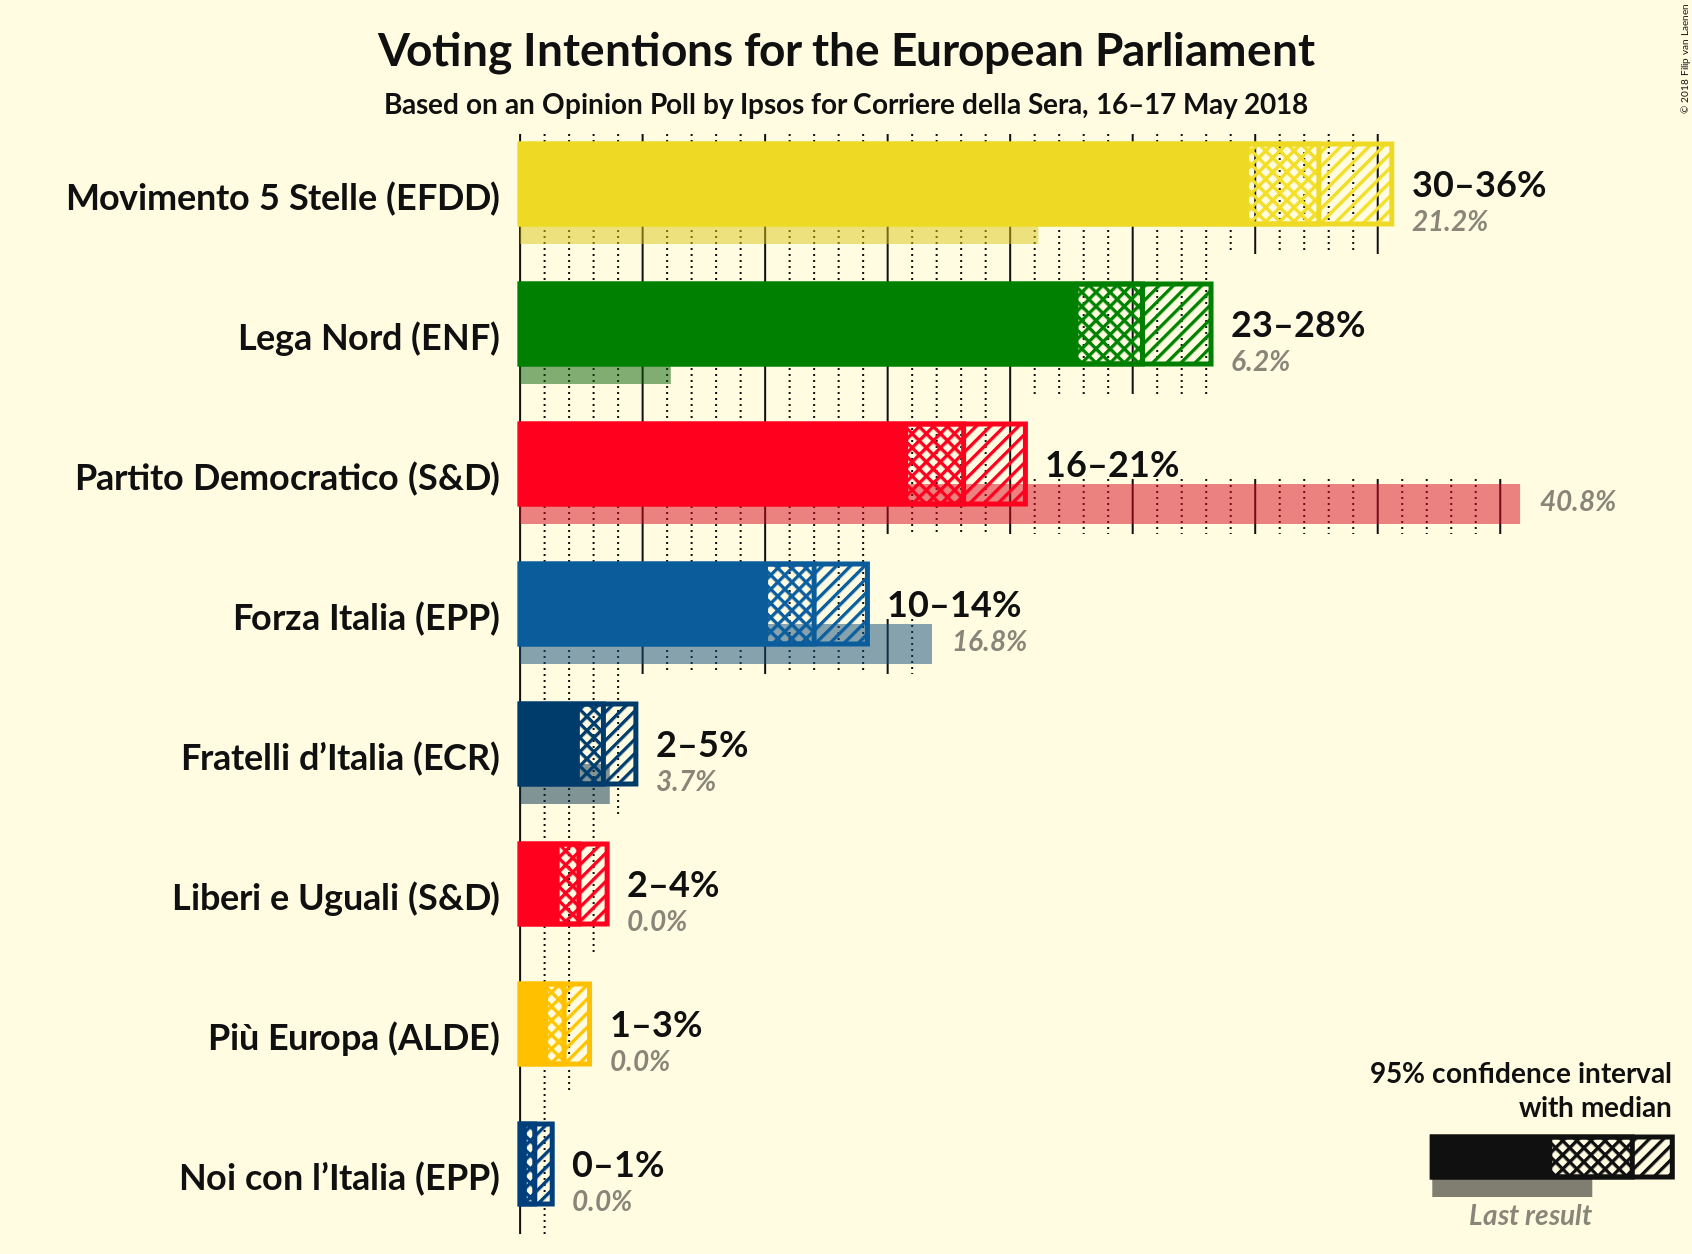 Voting Intentions for the European Parliament
Based on an Opinion Poll by Ipsos for Corriere della Sera, 16–17 May 2018
© 2018 Filip van Laenen
Movimento 5 Stelle (EFDD)
30–36%
21.2%
Lega Nord (ENF)
23–28%
6.2%
Partito Democratico (S&D)
16–21%
40.8%
Forza Italia (EPP)
10–14%
16.8%
Fratelli d’Italia (ECR)
2–5%
3.7%
Liberi e Uguali (S&D)
2–4%
0.0%
Più Europa (ALDE)
1–3%
0.0%
Noi con l’Italia (EPP)
0–1%
0.0%
95% confidence interval
with median
Last result